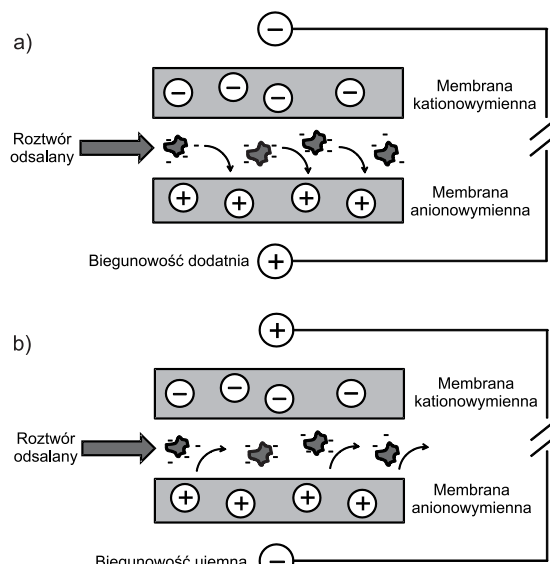 a)
−
− − − −
Membrana
kationowymienna
Roztwór
odsalany
+ + + +
Membrana
anionowymienna
Biegunowość dodatnia +
b)
+
− − − −
Membrana
kationowymienna
Roztwór
odsalany
+ + + +
Membrana
anionowymienna
Biegunowość ujemna −